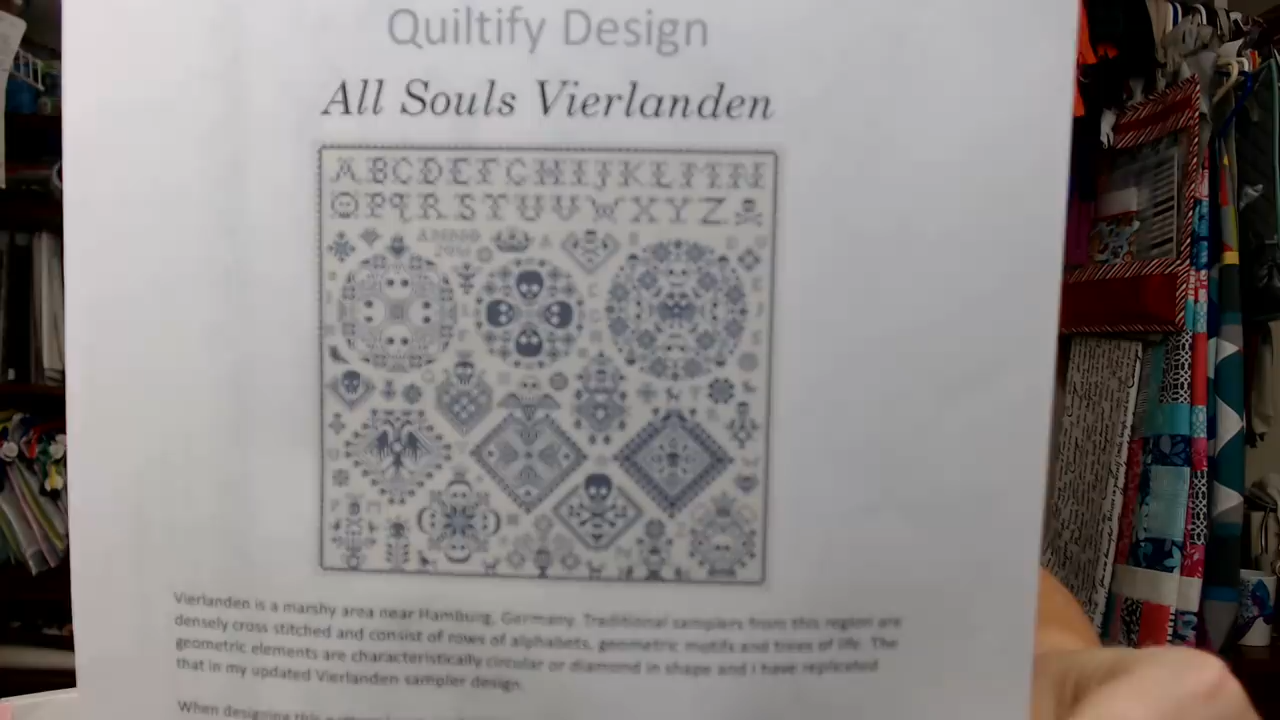 Quiltify Design
All Souls Vierlanden
ABCDEFGHIJKLMN
OPQRSTUVWXYZ
Vierlanden is a marshy area near Hamburg, Germany. Traditional samplers from this region are
densely cross stitched and consist of rows of alphabets, geometric motifs and trees of life. The
geometric elements are characteristically circular or diamond in shape and I have replicated
that in my updated Vierlanden sampler design.
When designing this pattern